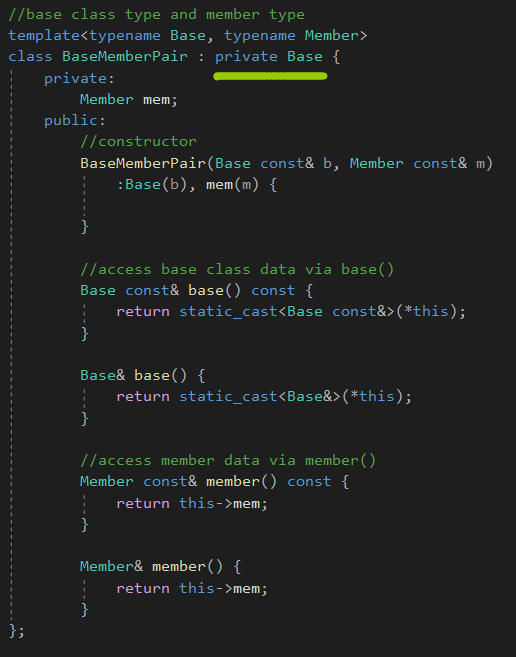 //base class type and member type
template<typename Base, typename Member>
class BaseMemberPair : private Base {
private:
Member mem;
public:
//constructor
BaseMemberPair(Base const& b, Member const& m)
:Base(b), mem(m) {
}
//access base class data via base()
Base const& base() const {
return static_cast<Base const&>(*this);
}
Base& base() {
return static_cast<Base&>(*this);
}
//access member data via member()
Member const& member() const {
return this->mem;
}
Member& member() {
return this->mem;
}
};